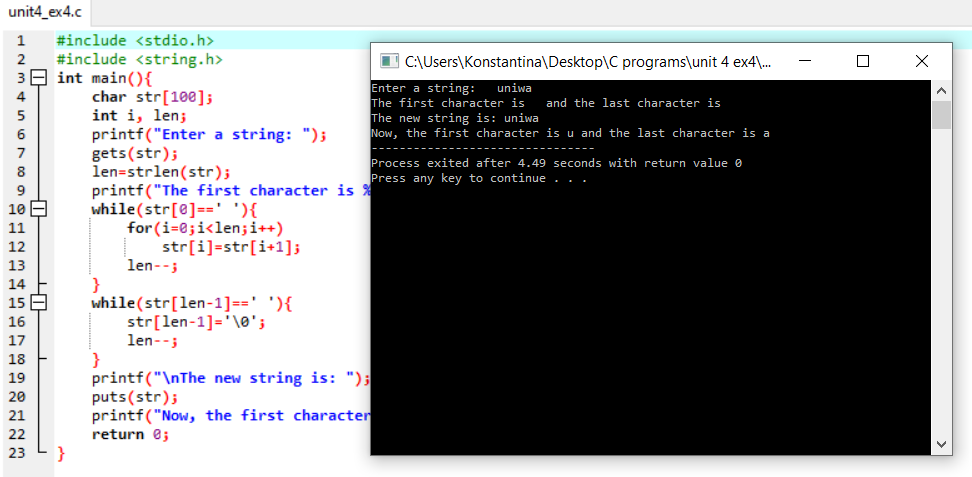 unit4_ex4.c
1 #include <stdio.h>
2 #include <string.h>
3 int main(){
4 char str[100];
5 int i, len;
6 printf("Enter a string: ");
7 gets(str);
8 len=strlen(str);
9 printf("The first character is %
10 while(str[0]==' '){
11 for(i=0;i<len;i++)
12 str[i]=str[i+1];
13 len--;
14 }
15 while(str[len-1]==' '){
16 str[len-1]='\0';
17 len--;
18 }
19 printf("\nThe new string is: ");
20 puts(str);
21 printf("Now, the first character
22 return 0;
23 }
C:\Users\Konstantina\Desktop\C programs\unit 4 ex4\...
Enter a string:   uniwa
The first character is   and the last character is
The new string is: uniwa
Now, the first character is u and the last character is a
--------------------------------
Process exited after 4.49 seconds with return value 0
Press any key to continue . . .